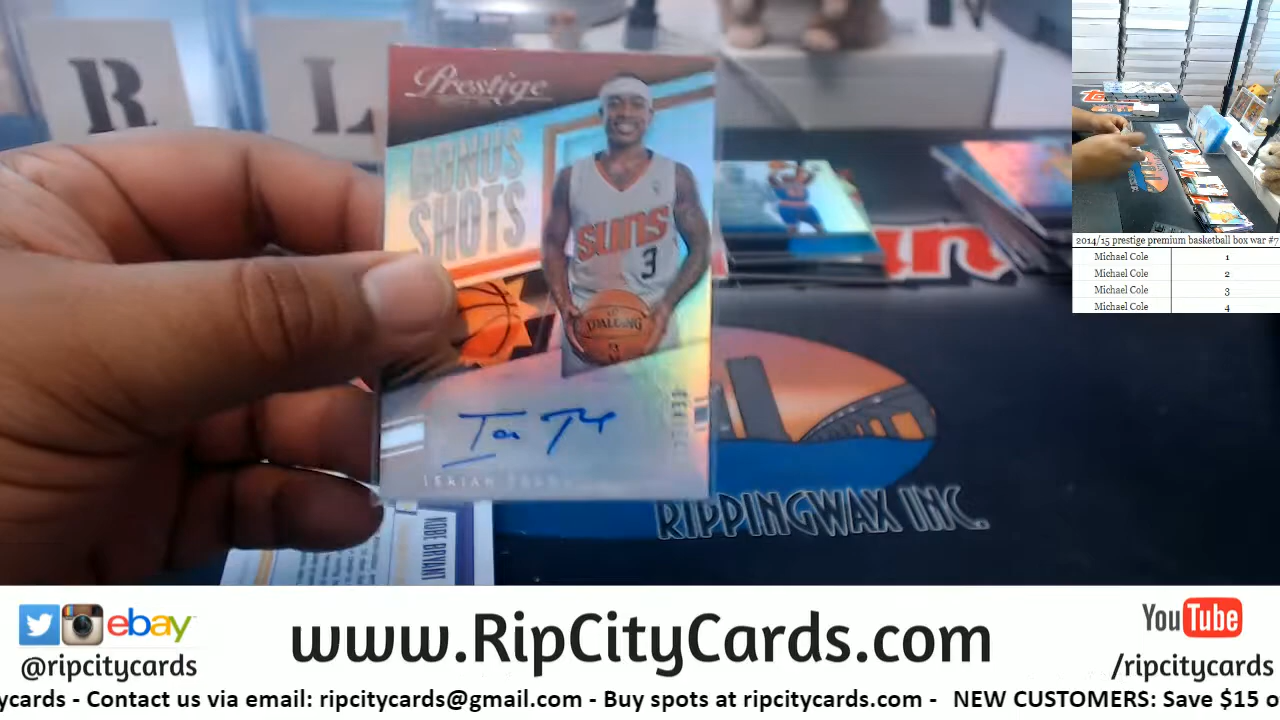 R L
Prestige
BONUS
SHOTS
SUNS
3
SPALDING
KOBE BRYANT
RIPPINGWAX INC.
2014/15 prestige premium basketball box war #7
Michael Cole 1
Michael Cole 2
Michael Cole 3
Michael Cole 4
ebay
@ripcitycards
www.RipCityCards.com
YouTube
/ripcitycards
ycards - Contact us via email: ripcitycards@gmail.com - Buy spots at ripcitycards.com - NEW CUSTOMERS: Save $15 o